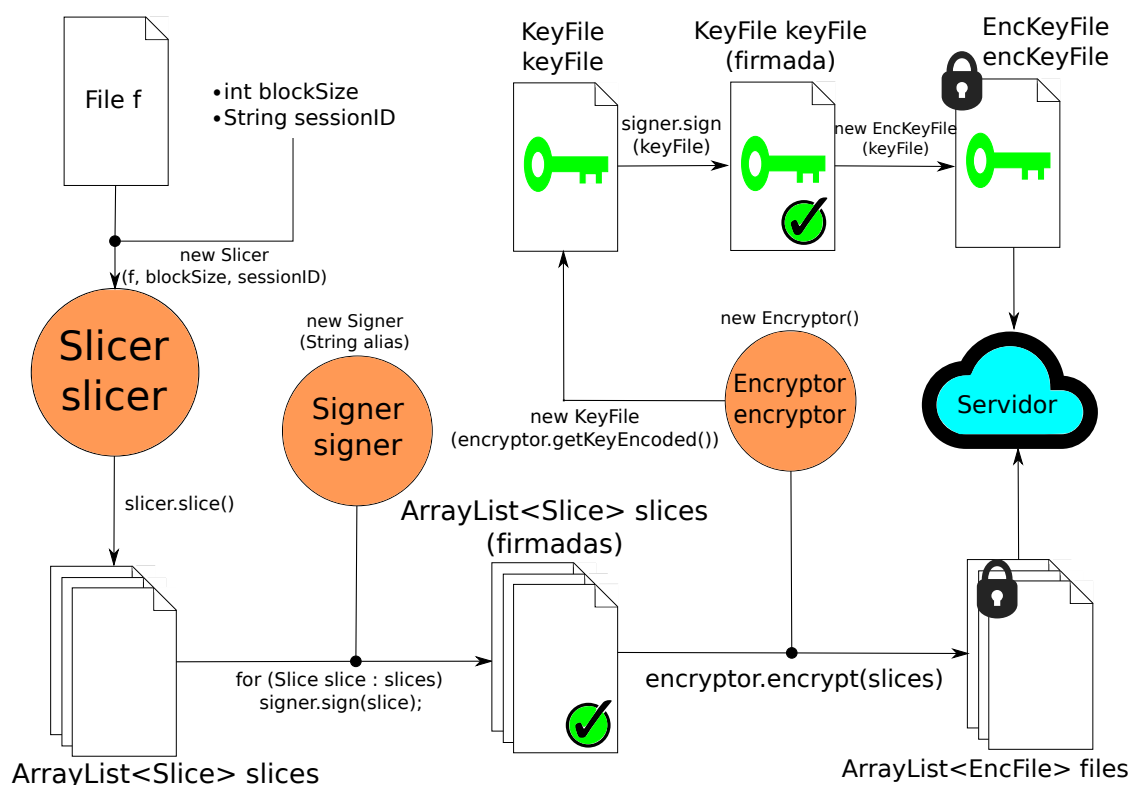 File f
•int blockSize
•String sessionID
new Slicer
(f, blockSize, sessionID)
Slicer
slicer
slicer.slice()
ArrayList<Slice> slices
new Signer
(String alias)
Signer
signer
for (Slice slice : slices)
signer.sign(slice);
ArrayList<Slice> slices
(firmadas)
KeyFile
keyFile
signer.sign
(keyFile)
KeyFile keyFile
(firmada)
new EncKeyFile
(keyFile)
EncKeyFile
encKeyFile
new Encryptor()
Encryptor
encryptor
new KeyFile
(encryptor.getKeyEncoded())
Servidor
encryptor.encrypt(slices)
ArrayList<EncFile> files